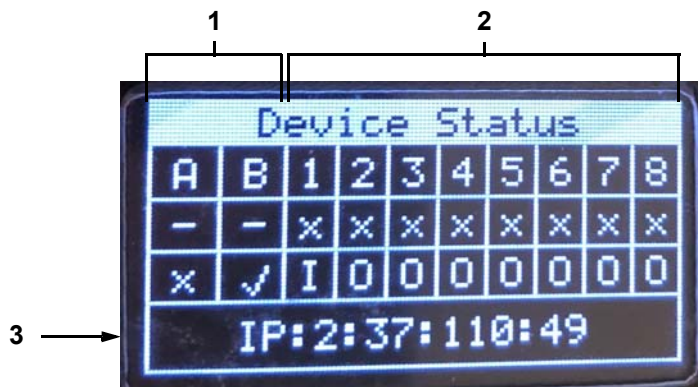 1 2
Device Status
A B 1 2 3 4 5 6 7 8
– – x x x x x x x x
x ✓ I O O O O O O O
3
IP:2:37:110:49